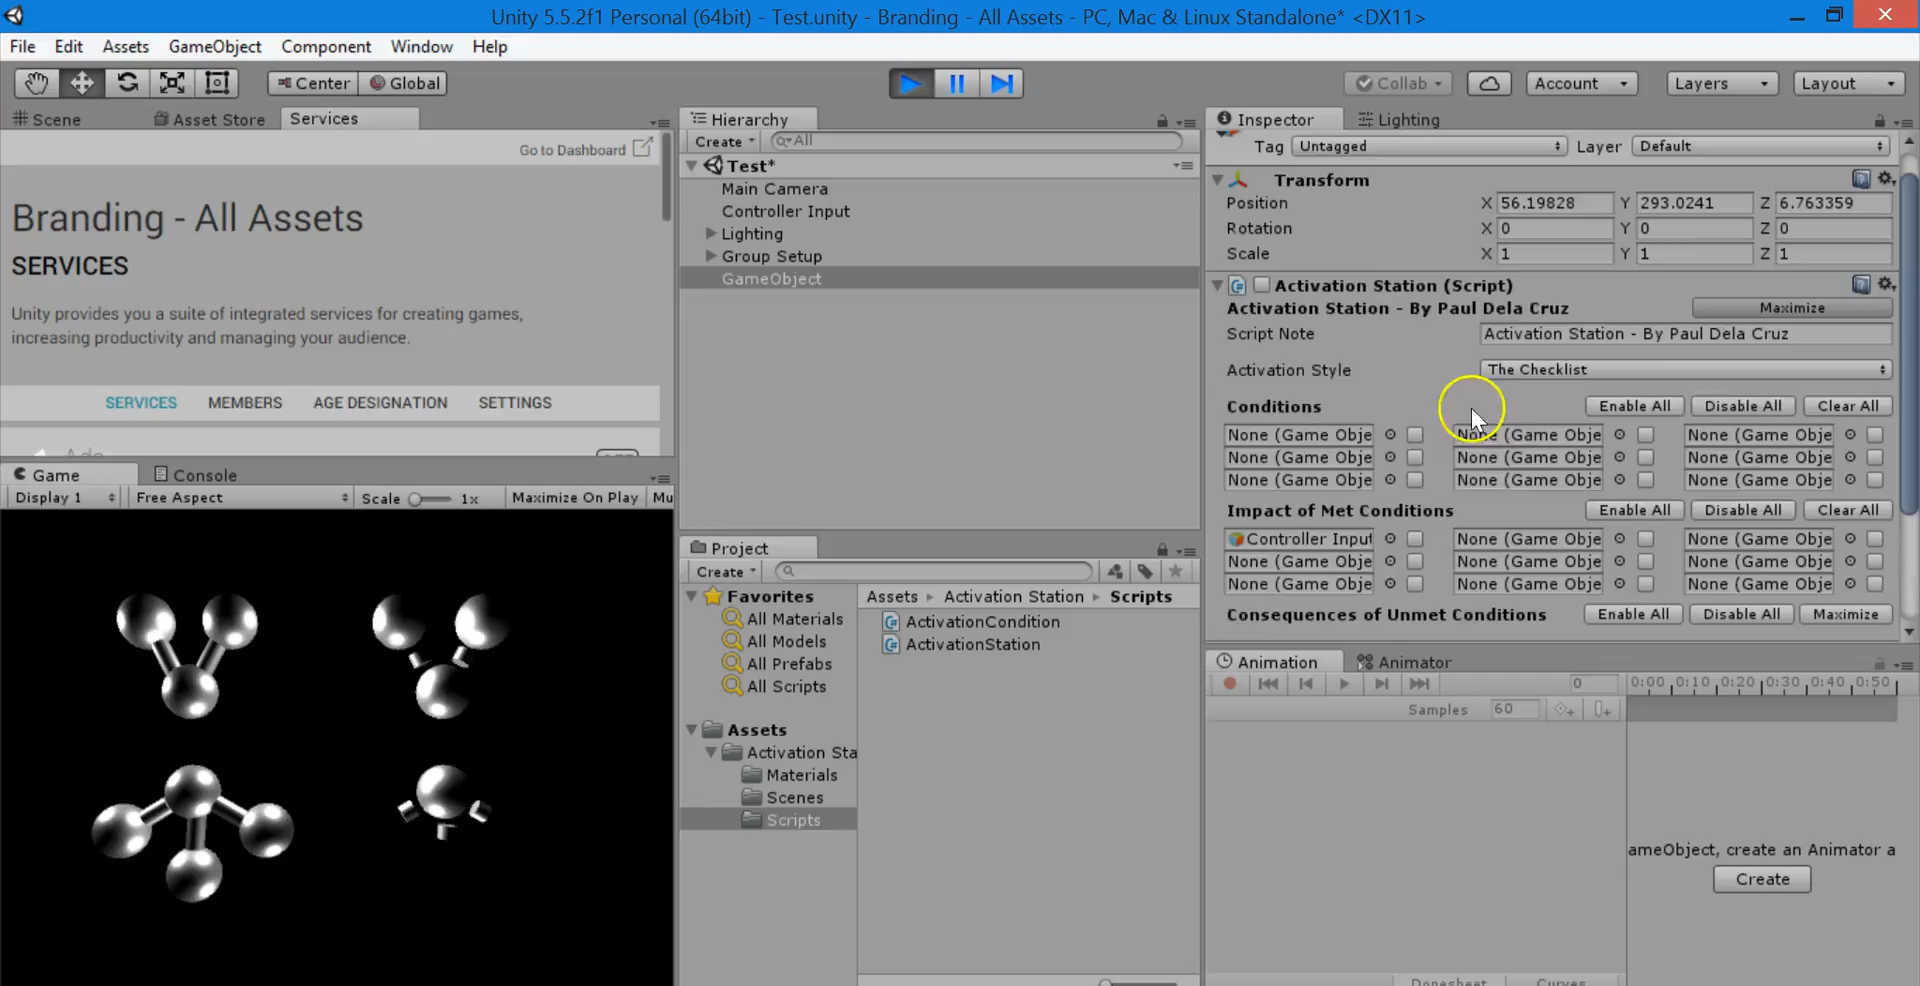 Unity 5.5.2f1 Personal (64bit) - Test.unity - Branding - All Assets - PC, Mac & Linux Standalone* <DX11>
File Edit Assets GameObject Component Window Help
Center Global Collab Account Layers Layout
Scene Asset Store Services
Go to Dashboard
Branding - All Assets
SERVICES
Unity provides you a suite of integrated services for creating games,
increasing productivity and managing your audience.
SERVICES MEMBERS AGE DESIGNATION SETTINGS
Game Console
Display 1 Free Aspect Scale 1x Maximize On Play Mu
Hierarchy
Create All
Test*
Main Camera
Controller Input
Lighting
Group Setup
GameObject
Project
Create
Favorites
All Materials
All Models
All Prefabs
All Scripts
Assets
Activation Sta
Materials
Scenes
Scripts
Assets Activation Station Scripts
ActivationCondition
ActivationStation
Inspector Lighting
Tag Untagged Layer Default
Transform
Position X 56.19828 Y 293.0241 Z 6.763359
Rotation X 0 Y 0 Z 0
Scale X 1 Y 1 Z 1
Activation Station (Script)
Activation Station - By Paul Dela Cruz Maximize
Script Note Activation Station - By Paul Dela Cruz
Activation Style The Checklist
Conditions Enable All Disable All Clear All
None (Game Obje None (Game Obje None (Game Obje
None (Game Obje None (Game Obje None (Game Obje
None (Game Obje None (Game Obje None (Game Obje
Impact of Met Conditions Enable All Disable All Clear All
Controller Input None (Game Obje None (Game Obje
None (Game Obje None (Game Obje None (Game Obje
None (Game Obje None (Game Obje None (Game Obje
Consequences of Unmet Conditions Enable All Disable All Maximize
Animation Animator
0 0:00 0:10 0:20 0:30 0:40 0:50
Samples 60
ameObject, create an Animator a
Create
Dopesheet Curves